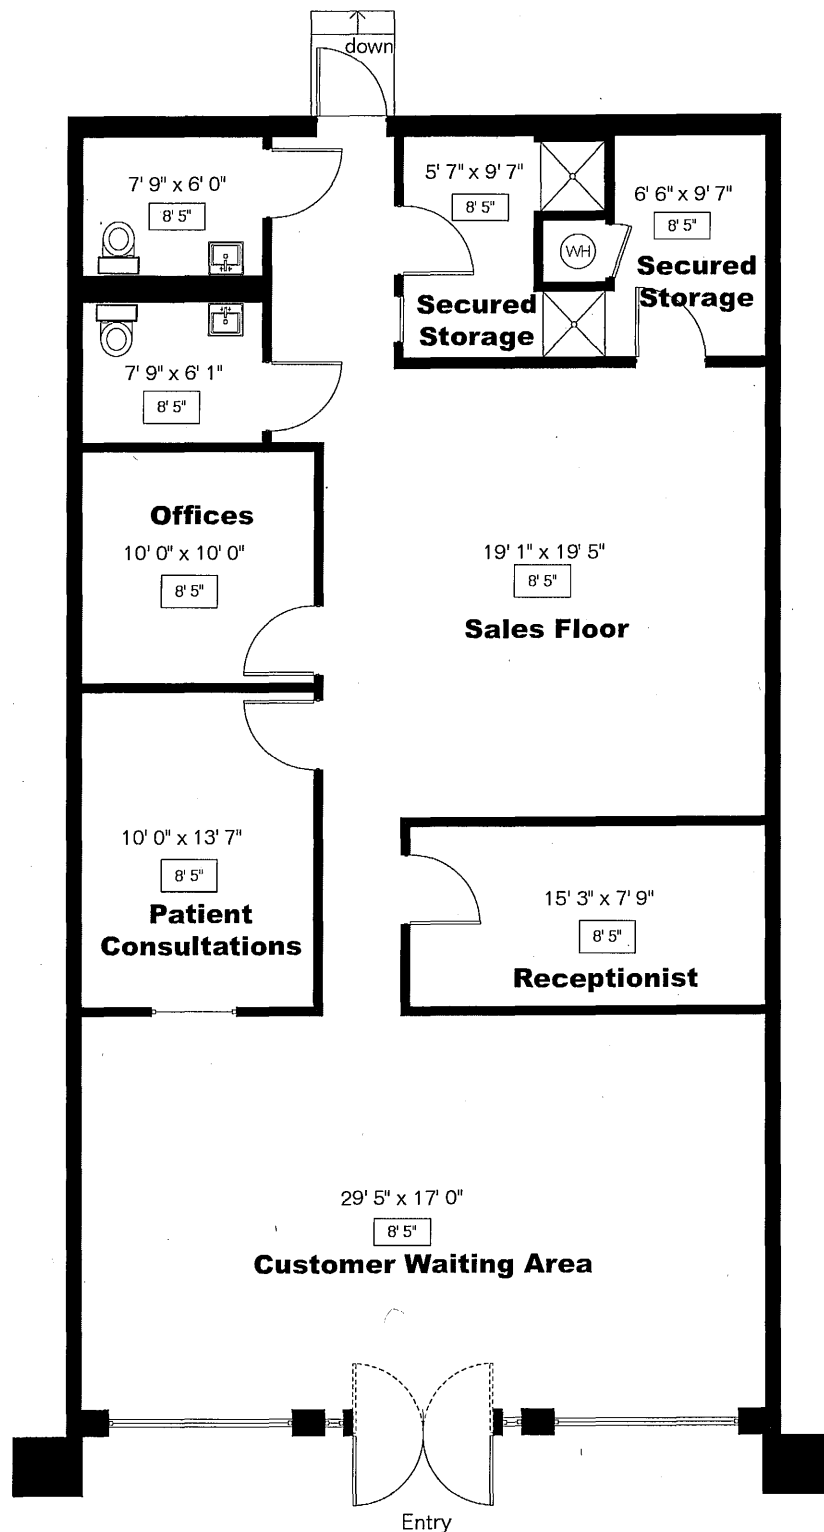 down
7' 9" x 6' 0"
8' 5"
5' 7" x 9' 7"
8' 5"
6' 6" x 9' 7"
8' 5"
WH
Secured
Storage
Secured
Storage
7' 9" x 6' 1"
8' 5"
Offices
10' 0" x 10' 0"
8' 5"
19' 1" x 19' 5"
8' 5"
Sales Floor
10' 0" x 13' 7"
8' 5"
Patient
Consultations
15' 3" x 7' 9"
8' 5"
Receptionist
29' 5" x 17' 0"
8' 5"
Customer Waiting Area
Entry